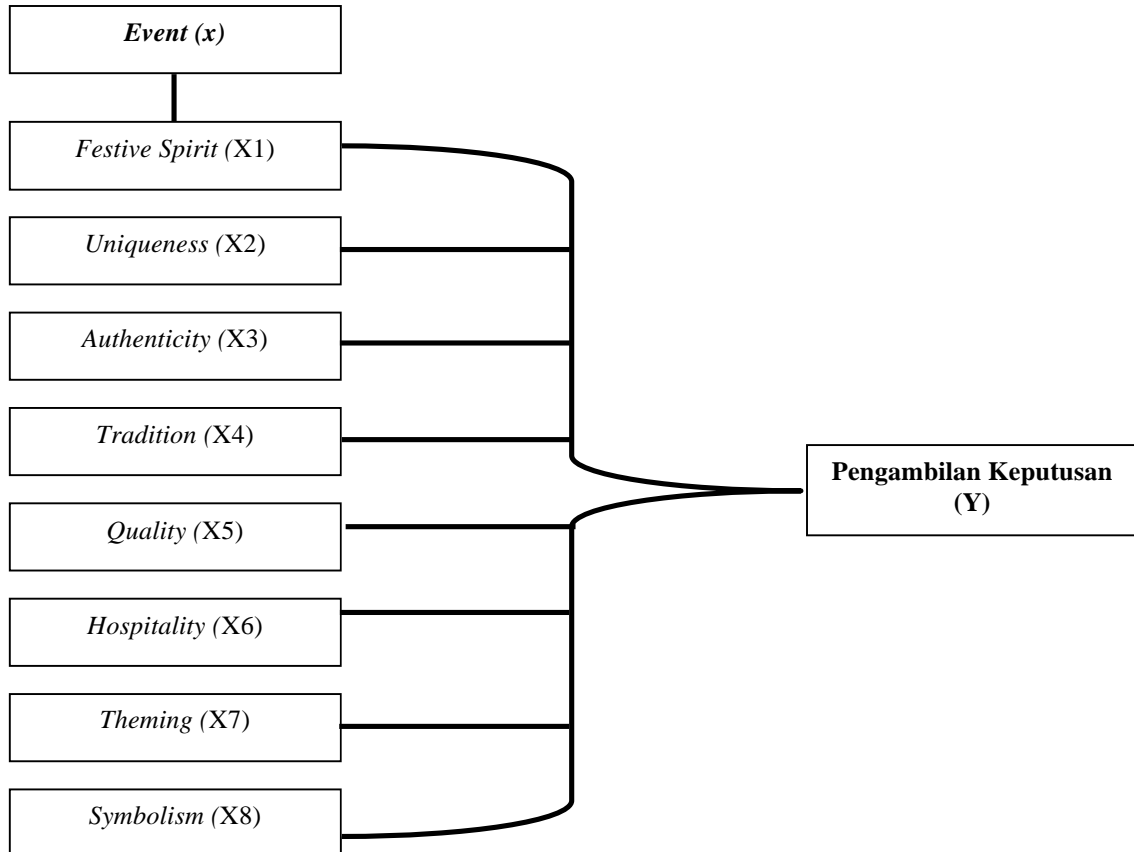 Event (x)
Festive Spirit (X1)
Uniqueness (X2)
Authenticity (X3)
Tradition (X4)
Quality (X5)
Hospitality (X6)
Theming (X7)
Symbolism (X8)
Pengambilan Keputusan
(Y)